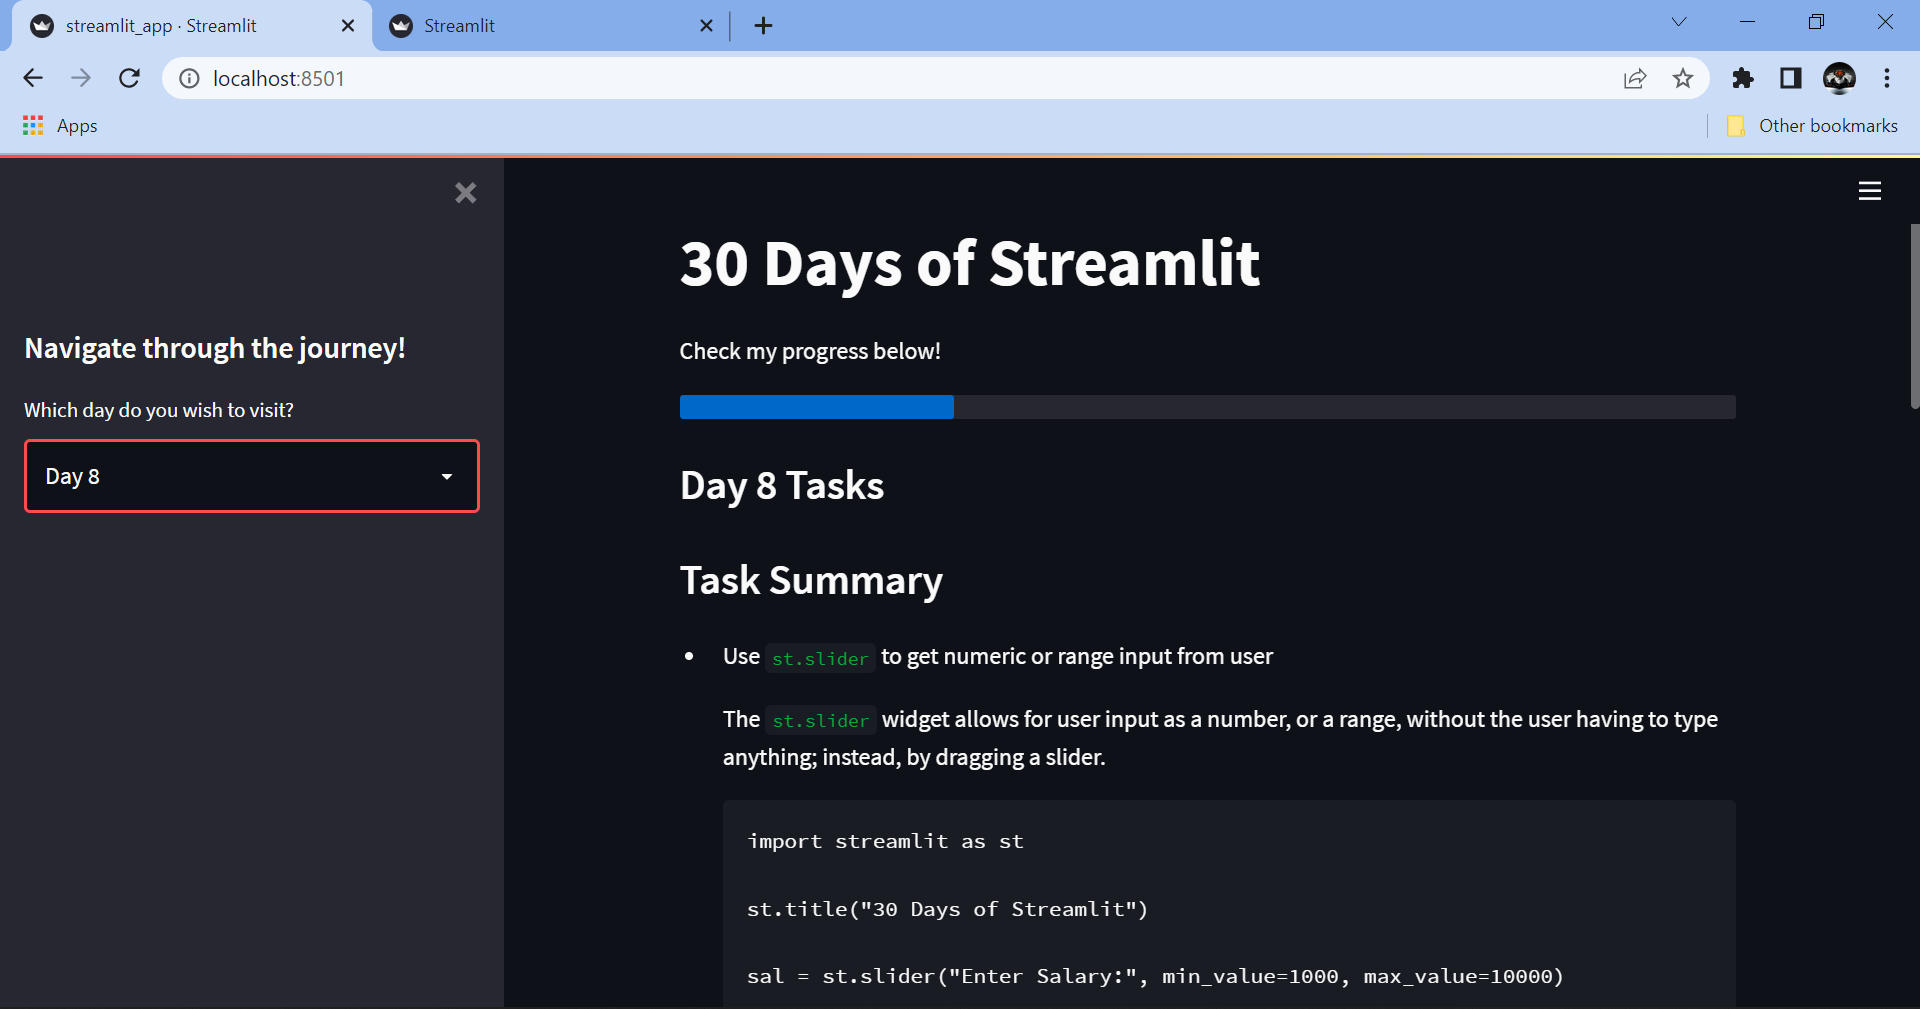 streamlit_app · Streamlit
Streamlit
localhost:8501
Apps
Other bookmarks
Navigate through the journey!
Which day do you wish to visit?
Day 8
30 Days of Streamlit
Check my progress below!
Day 8 Tasks
Task Summary
Use st.slider to get numeric or range input from user
The st.slider widget allows for user input as a number, or a range, without the user having to type
anything; instead, by dragging a slider.
import streamlit as st
st.title("30 Days of Streamlit")
sal = st.slider("Enter Salary:", min_value=1000, max_value=10000)